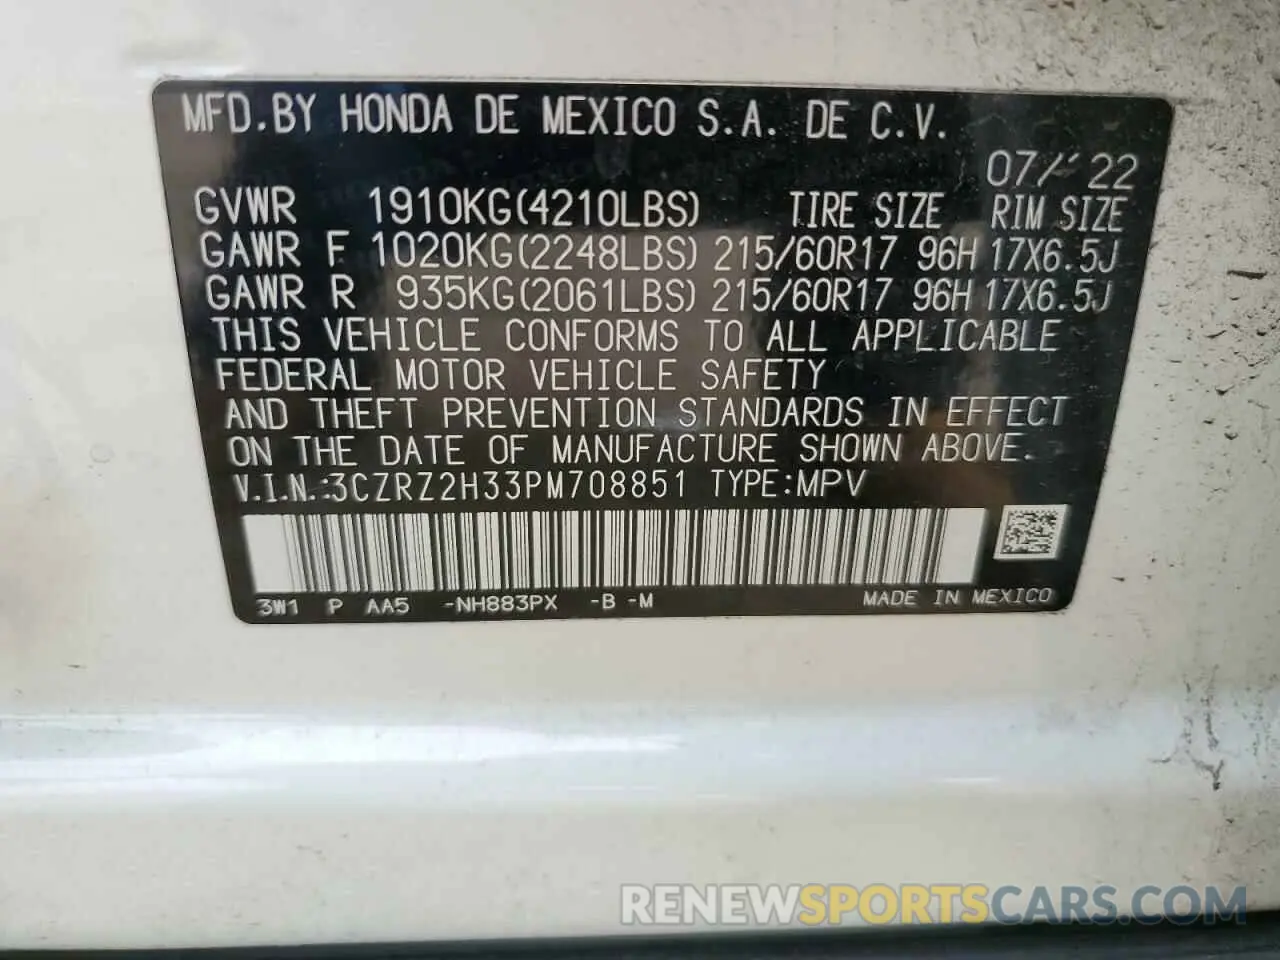 MFD.BY HONDA DE MEXICO S.A. DE C.V.
07/22
GVWR 1910KG(4210LBS) TIRE SIZE RIM SIZE
GAWR F 1020KG(2248LBS) 215/60R17 96H 17X6.5J
GAWR R 935KG(2061LBS) 215/60R17 96H 17X6.5J
THIS VEHICLE CONFORMS TO ALL APPLICABLE
FEDERAL MOTOR VEHICLE SAFETY
AND THEFT PREVENTION STANDARDS IN EFFECT
ON THE DATE OF MANUFACTURE SHOWN ABOVE.
V.I.N.:3CZRZ2H33PM708851 TYPE:MPV
3W1 P AA5 -NH883PX -B -M MADE IN MEXICO
RENEWSPORTSCARS.COM